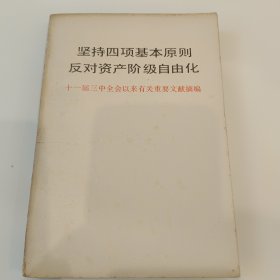 坚持四项基本原则
反对资产阶级自由化
十一届三中全会以来有关重要文献摘编